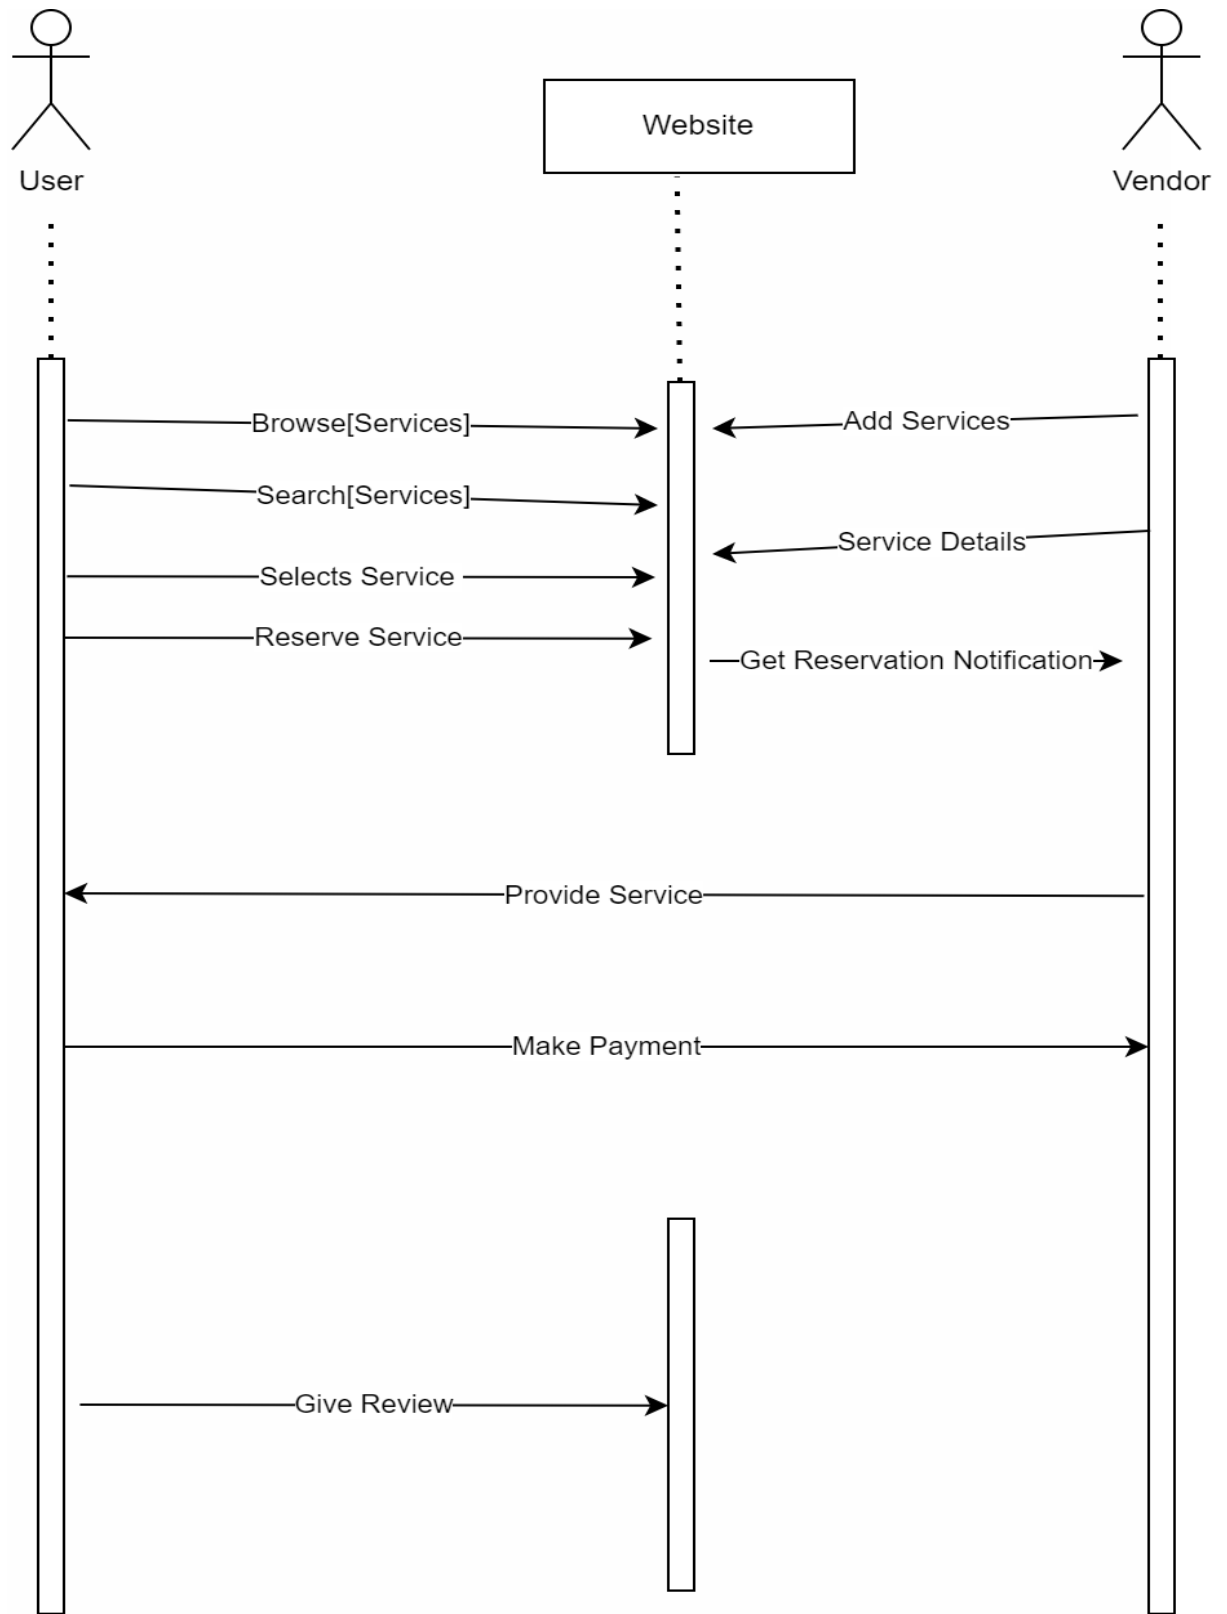 Website
User
Vendor
Browse[Services]
Add Services
Search[Services]
Service Details
Selects Service
Reserve Service
Get Reservation Notification
Provide Service
Make Payment
Give Review